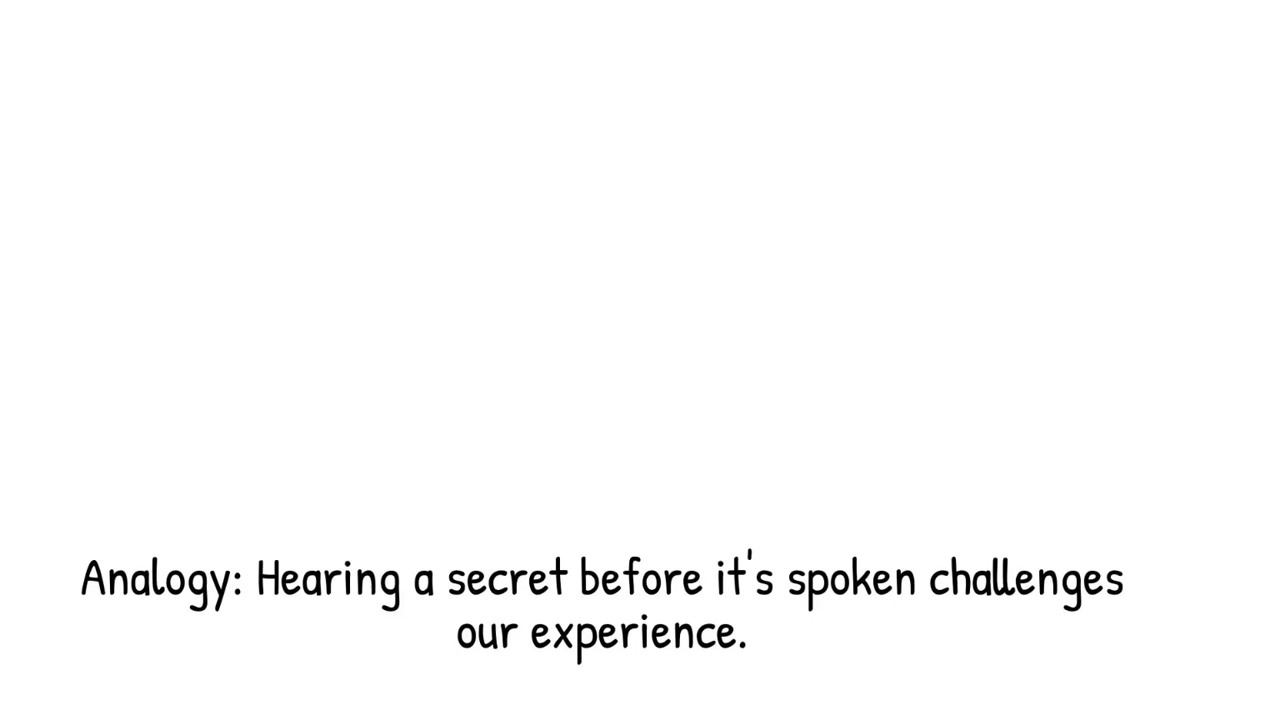 Analogy: Hearing a secret before it's spoken challenges
our experience.